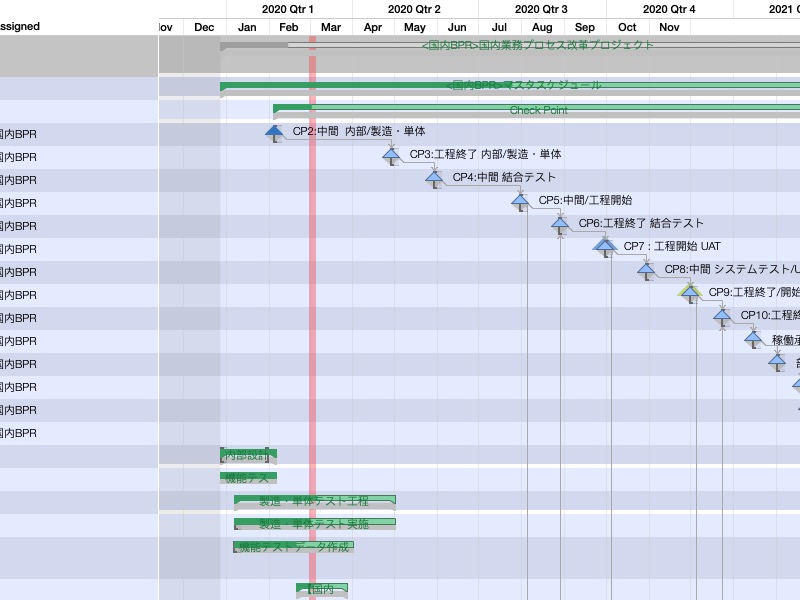 2020 Qtr 1 2020 Qtr 2 2020 Qtr 3 2020 Qtr 4 2021
ssigned
Dec Jan Feb Mar Apr May Jun Jul Aug Sep Oct Nov
<国内BPR>国内業務プロセス改革プロジェクト
<国内BPR>マスタスケジュール
Check Point
国内BPR CP2:中間 内部/製造・単体
国内BPR CP3:工程終了 内部/製造・単体
国内BPR CP4:中間 結合テスト
国内BPR CP5:中間/工程開始
国内BPR CP6:工程終了 結合テスト
国内BPR CP7 : 工程開始 UAT
国内BPR CP8:中間 システムテスト/U
国内BPR CP9:工程終了/開始
国内BPR CP10:工程終
国内BPR 稼働
国内BPR
国内BPR
国内BPR
国内BPR
内部設計
機能テス
製造・単体テスト工程
製造・単体テスト実施
機能テストデータ作成
国内